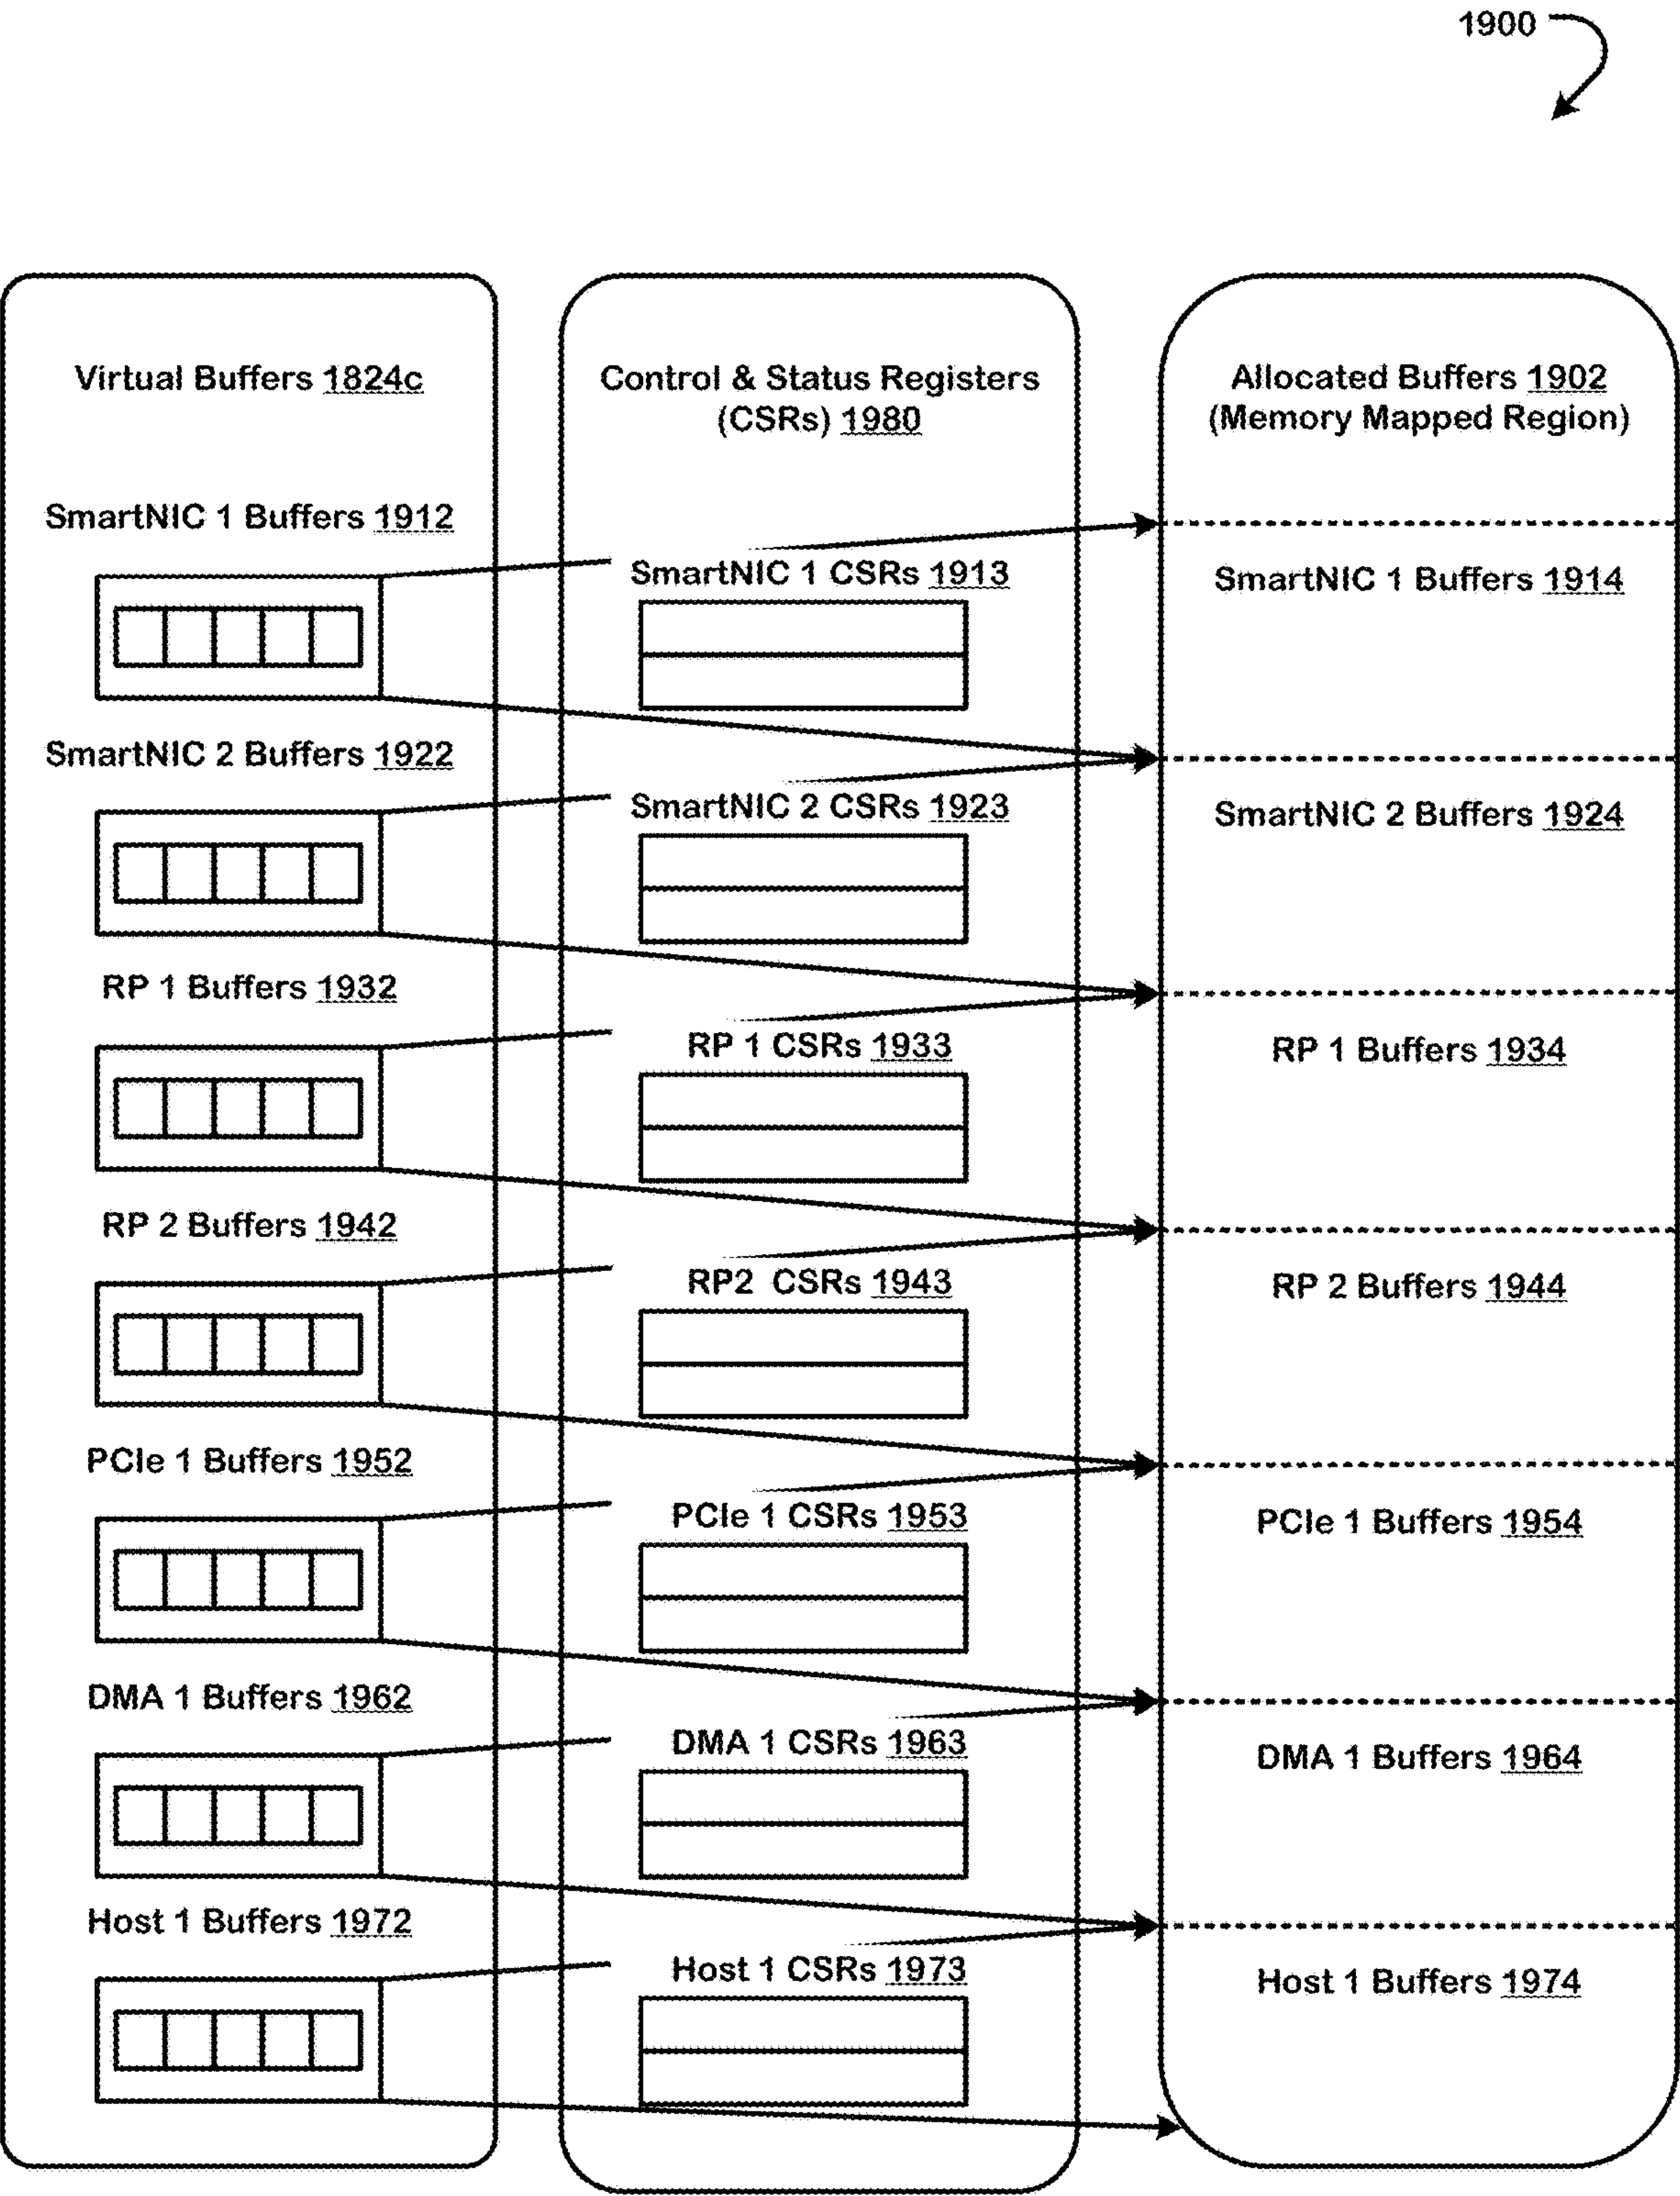 1900
Virtual Buffers 1824c
SmartNIC 1 Buffers 1912
SmartNIC 2 Buffers 1922
RP 1 Buffers 1932
RP 2 Buffers 1942
PCIe 1 Buffers 1952
DMA 1 Buffers 1962
Host 1 Buffers 1972
Control & Status Registers
(CSRs) 1980
SmartNIC 1 CSRs 1913
SmartNIC 2 CSRs 1923
RP 1 CSRs 1933
RP2 CSRs 1943
PCIe 1 CSRs 1953
DMA 1 CSRs 1963
Host 1 CSRs 1973
Allocated Buffers 1902
(Memory Mapped Region)
SmartNIC 1 Buffers 1914
SmartNIC 2 Buffers 1924
RP 1 Buffers 1934
RP 2 Buffers 1944
PCIe 1 Buffers 1954
DMA 1 Buffers 1964
Host 1 Buffers 1974